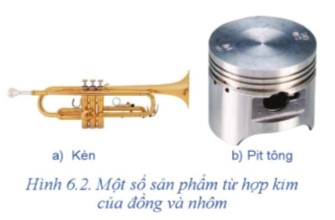 a) Kèn
b) Pit tông
Hình 6.2. Một số sản phẩm từ hợp kim
của đồng và nhôm